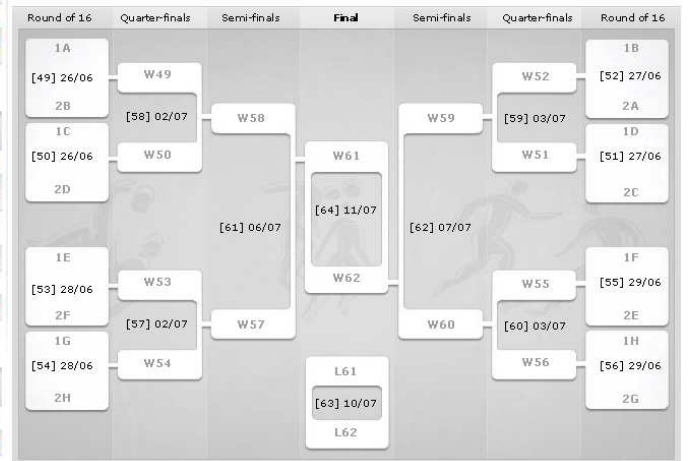 Round of 16 Quarter-finals Semi-finals Final Semi-finals Quarter-finals Round of 16
1A
[49] 26/06
2B
1C
[50] 26/06
2D
1E
[53] 28/06
2F
1G
[54] 28/06
2H
W49
[58] 02/07
W50
W53
[57] 02/07
W54
W58
[61] 06/07
W57
W61
[64] 11/07
W62
L61
[63] 10/07
L62
W59
[62] 07/07
W60
W52
[59] 03/07
W51
W55
[60] 03/07
W56
1B
[52] 27/06
2A
1D
[51] 27/06
2C
1F
[55] 29/06
2E
1H
[56] 29/06
2G